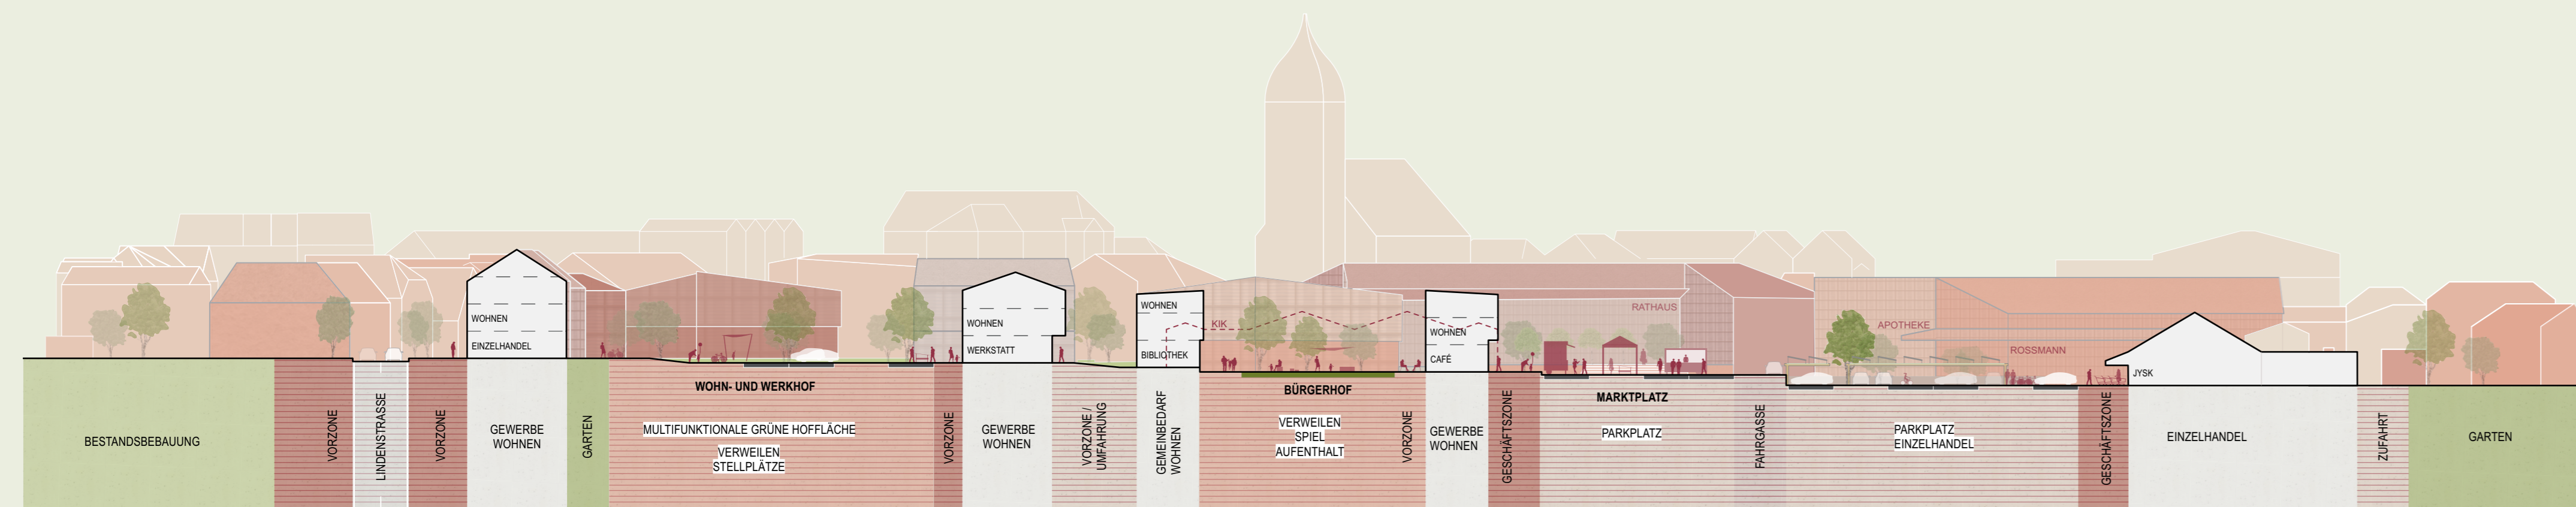 WOHNEN
EINZELHANDEL
WOHNEN
WERKSTATT
WOHNEN
BIBLIOTHEK
KIK
WOHNEN
CAFÉ
RATHAUS
APOTHEKE
ROSSMANN
JYSK
BESTANDSBEBAUUNG
VORZONE
LINDENSTRASSE
VORZONE
GEWERBE
WOHNEN
GARTEN
WOHN- UND WERKHOF
MULTIFUNKTIONALE GRÜNE HOFFLÄCHE
VERWEILEN
STELLPLÄTZE
VORZONE
GEWERBE
WOHNEN
VORZONE /
UMFAHRUNG
GEMEINBEDARF
WOHNEN
BÜRGERHOF
VERWEILEN
SPIEL
AUFENTHALT
VORZONE
GEWERBE
WOHNEN
GESCHÄFTSZONE
MARKTPLATZ
PARKPLATZ
FAHRGASSE
PARKPLATZ
EINZELHANDEL
GESCHÄFTSZONE
EINZELHANDEL
ZUFAHRT
GARTEN